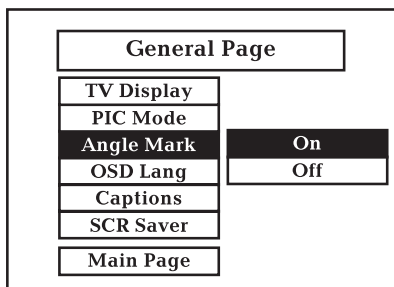 General Page
TV Display
PIC Mode
Angle Mark
On
OSD Lang
Off
Captions
SCR Saver
Main Page